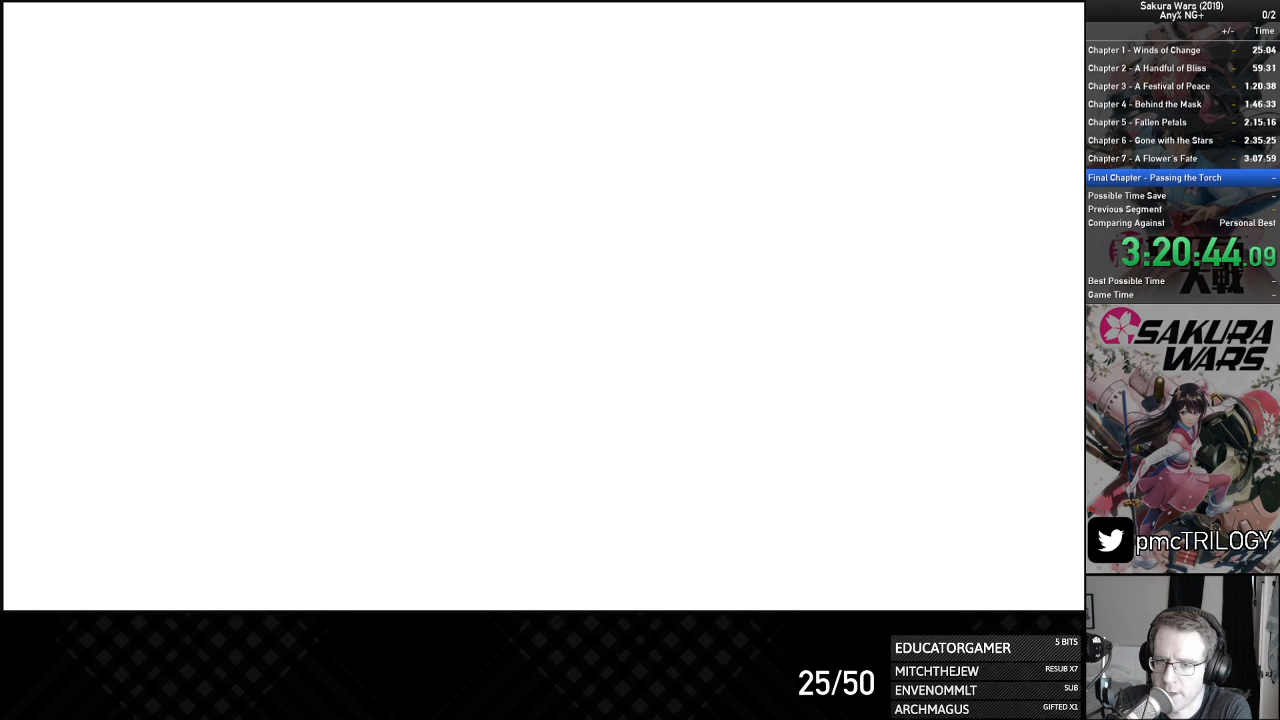 Sakura Wars (2019)
Any% NG+ 0/2
+/- Time
Chapter 1 - Winds of Change - 25.04
Chapter 2 - A Handful of Bliss - 59.31
Chapter 3 - A Festival of Peace - 1:20.38
Chapter 4 - Behind the Mask - 1:46.33
Chapter 5 - Fallen Petals - 2:15.16
Chapter 6 - Gone with the Stars - 2:35.25
Chapter 7 - A Flower's Fate - 3:07.59
Final Chapter - Passing the Torch -
Possible Time Save -
Previous Segment
Comparing Against Personal Best
3:20:44.09
大戦
Best Possible Time -
Game Time -
SAKURA
WARS
pmcTRILOGY
25/50
EDUCATORGAMER 5 BITS
MITCHTHEJEW RESUB X7
ENVENOMMLT SUB
ARCHMAGUS GIFTED X1